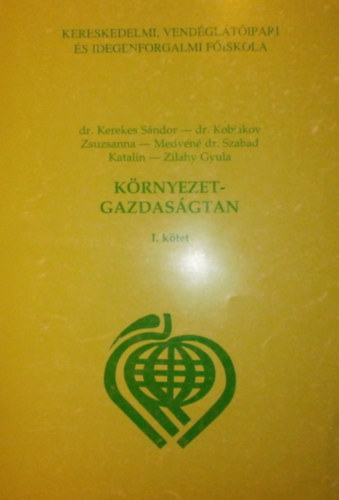 KERESKEDELMI, VENDÉGLÁTÓIPARI
ÉS IDEGENFORGALMI FŐISKOLA
dr. Kerekes Sándor — dr. Kobjakov
Zsuzsanna — Medvéné dr. Szabad
Katalin — Zilahy Gyula
KÖRNYEZET-
GAZDASÁGTAN
I. kötet